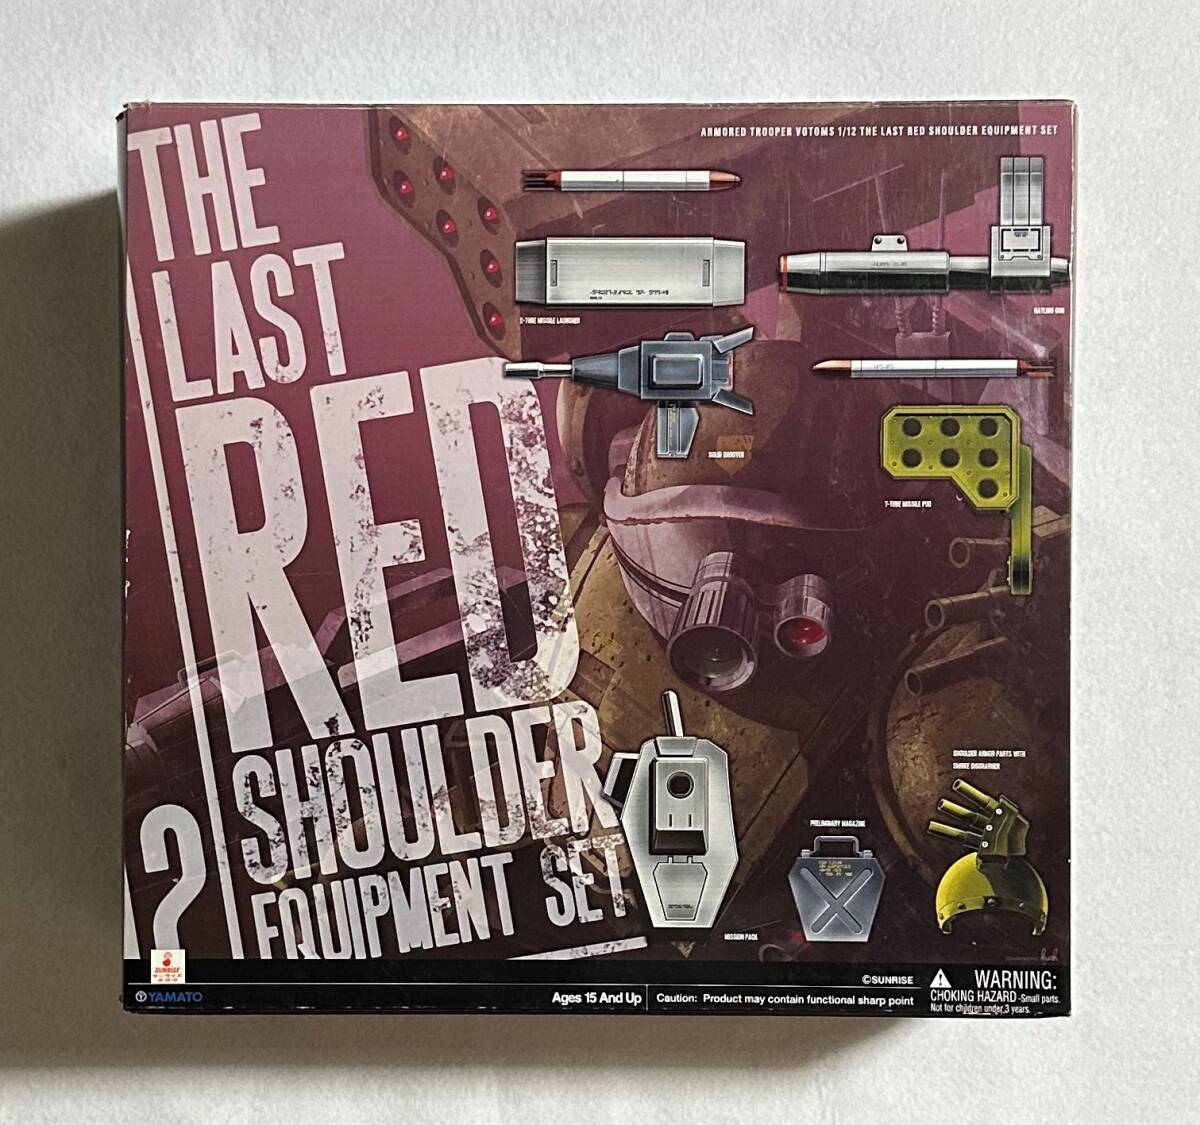 ARMORED TROOPER VOTOMS 1/12 THE LAST RED SHOULDER EQUIPMENT SET
THE
LAST
RED
SHOULDER
EQUIPMENT SET
2-TUBE MISSILE LAUNCHER
GATLING GUN
SOLID SHOOTER
7-TUBE MISSILE POD
SHOULDER ARMOR PARTS WITH
SMOKE DISCHARGER
PRELIMINARY MAGAZINE
MISSION PACK
SUNRISE
YAMATO
Ages 15 And Up
Caution: Product may contain functional sharp point
©SUNRISE
WARNING:
CHOKING HAZARD -Small parts.
Not for children under 3 years.